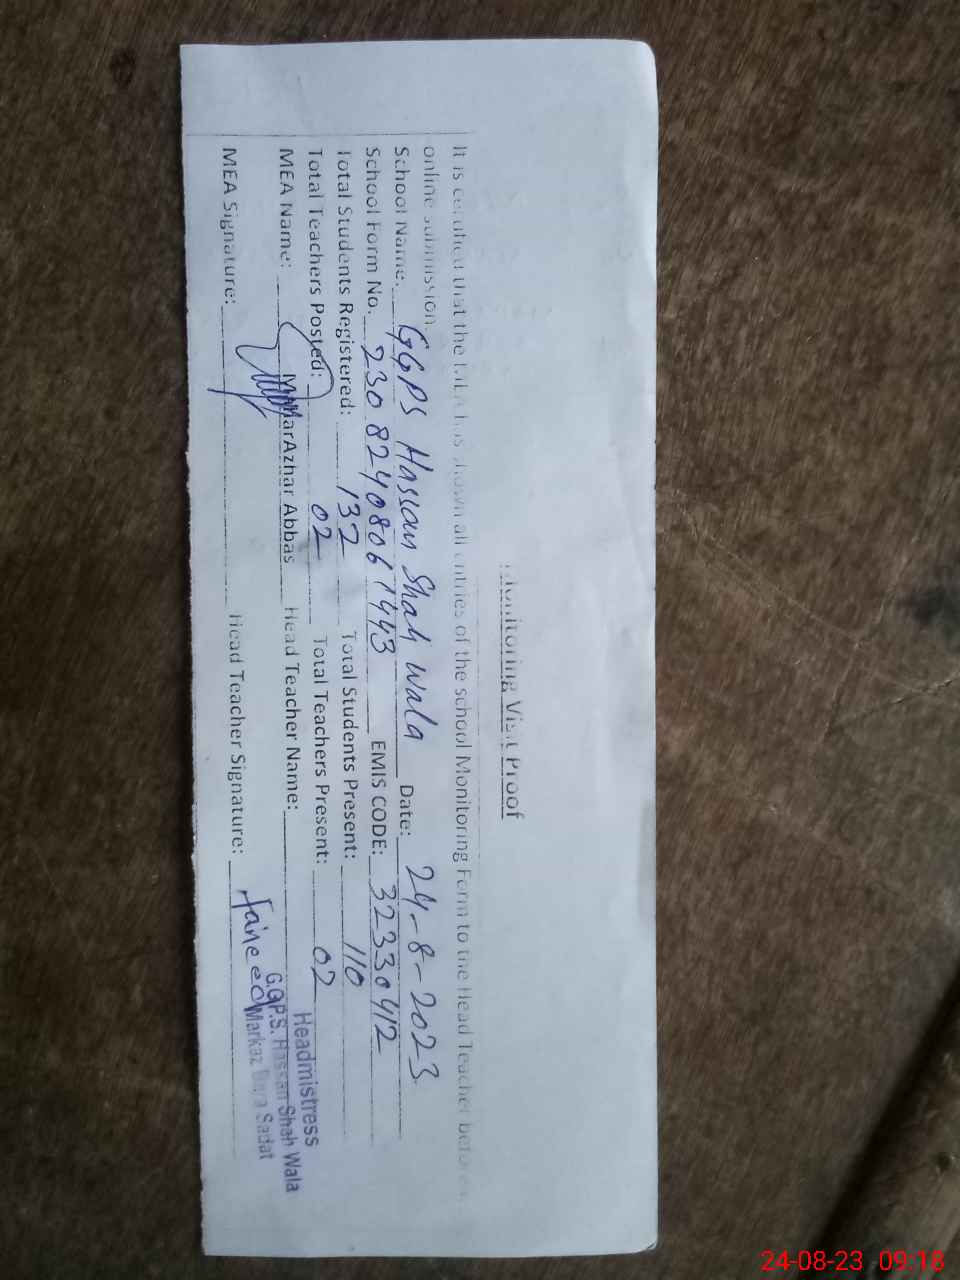 Monitoring Visit Proof
It is certified that the MEA has shown all entries of the school Monitoring Form to the Head Teacher before
online submission.
School Name: GGPS Hassan Shah Wala Date: 24-8-2023
School Form No. 230 8240806 1443 EMIS CODE: 32330412
Total Students Registered: 132 Total Students Present: 110
Total Teachers Posted: 02 Total Teachers Present: 02
MEA Name: Azhar Abbas Head Teacher Name:
MEA Signature: Head Teacher Signature:
Headmistress
G.G.P.S. Hassan Shah Wala
Markaz Sadat
24-08-23 09:18